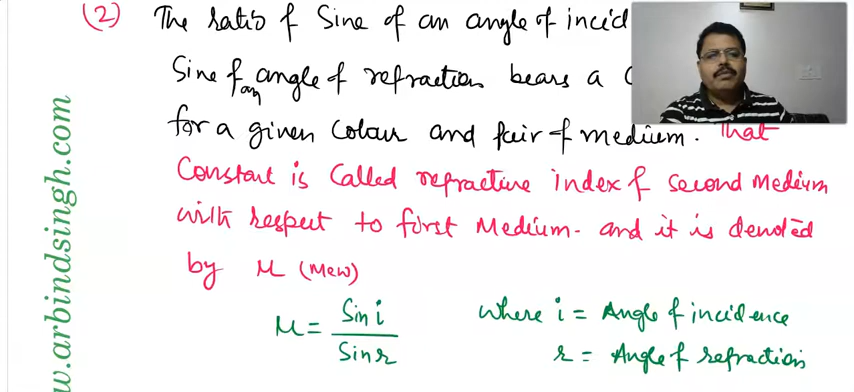 (2) The ratio of Sine of an angle of incid
Sine of an angle of refraction bears a C
for a given Colour and pair of medium. That
Constant is called refractive index of second Medium
with respect to first Medium. and it is denoted
by μ (Mew)
μ = Sin i / Sin r
where i = Angle of incidence
r = Angle of refraction
w.arbindsingh.com